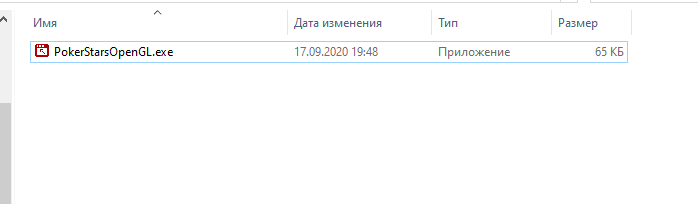 Имя Дата изменения Тип Размер
PokerStarsOpenGL.exe 17.09.2020 19:48 Приложение 65 КБ